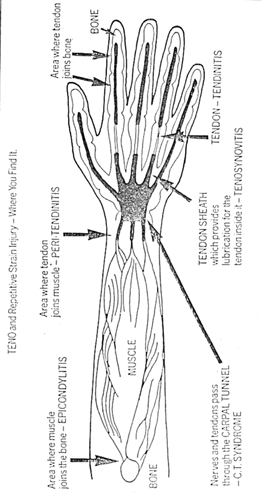 TENO and Repetitive Strain Injury – Where You Find It.
Area where muscle
joins the bone – EPICONDYLITIS
Area where tendon
joins muscle – PERI TENDINITIS
Area where tendon
joins bone
BONE
MUSCLE
BONE
Nerves and tendons pass
through the CARPAL TUNNEL
– C.T. SYNDROME
TENDON SHEATH
which provides
lubrication for the
tendon inside it – TENOSYNOVITIS
TENDON – TENDINITIS